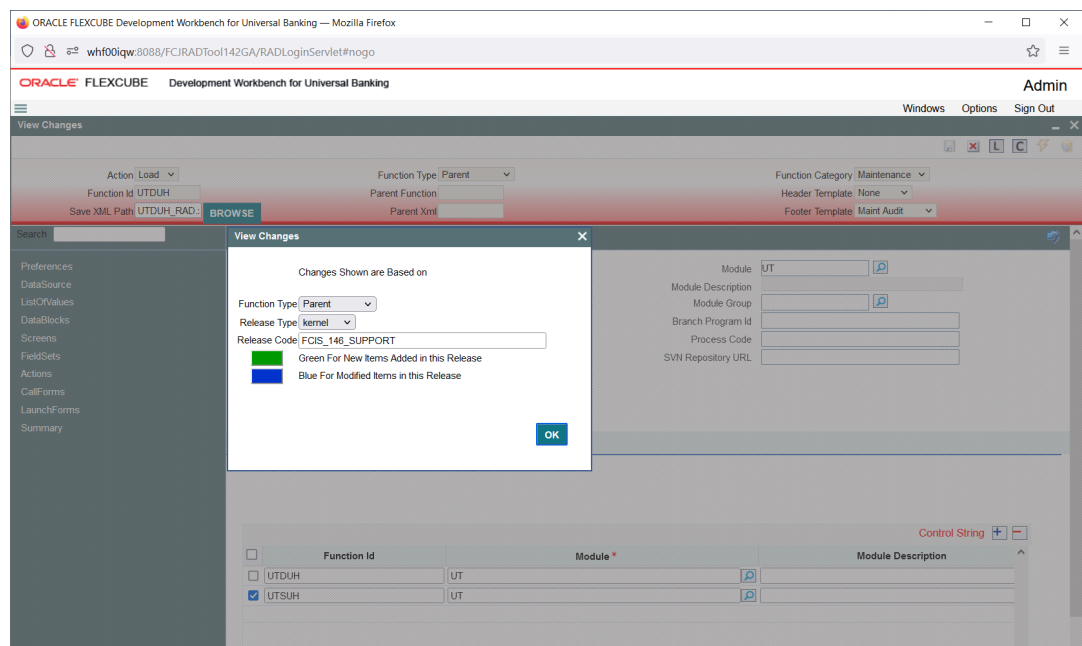 ORACLE FLEXCUBE Development Workbench for Universal Banking — Mozilla Firefox
whf00iqw:8088/FCJRADTool142GA/RADLoginServlet#nogo
ORACLE® FLEXCUBE Development Workbench for Universal Banking
Admin
Windows Options Sign Out
View Changes
L C
Action Load Function Type Parent Function Category Maintenance
Function Id UTDUH Parent Function Header Template None
Save XML Path UTDUH_RAD.: BROWSE Parent Xml Footer Template Maint Audit
Search
Preferences
DataSource
ListOfValues
DataBlocks
Screens
FieldSets
Actions
CallForms
LaunchForms
Summary
View Changes
Changes Shown are Based on
Function Type Parent
Release Type kernel
Release Code FCIS_146_SUPPORT
Green For New Items Added in this Release
Blue For Modified Items in this Release
OK
Module UT
Module Description
Module Group
Branch Program Id
Process Code
SVN Repository URL
Control String + −
Function Id Module * Module Description
UTDUH UT
UTSUH UT